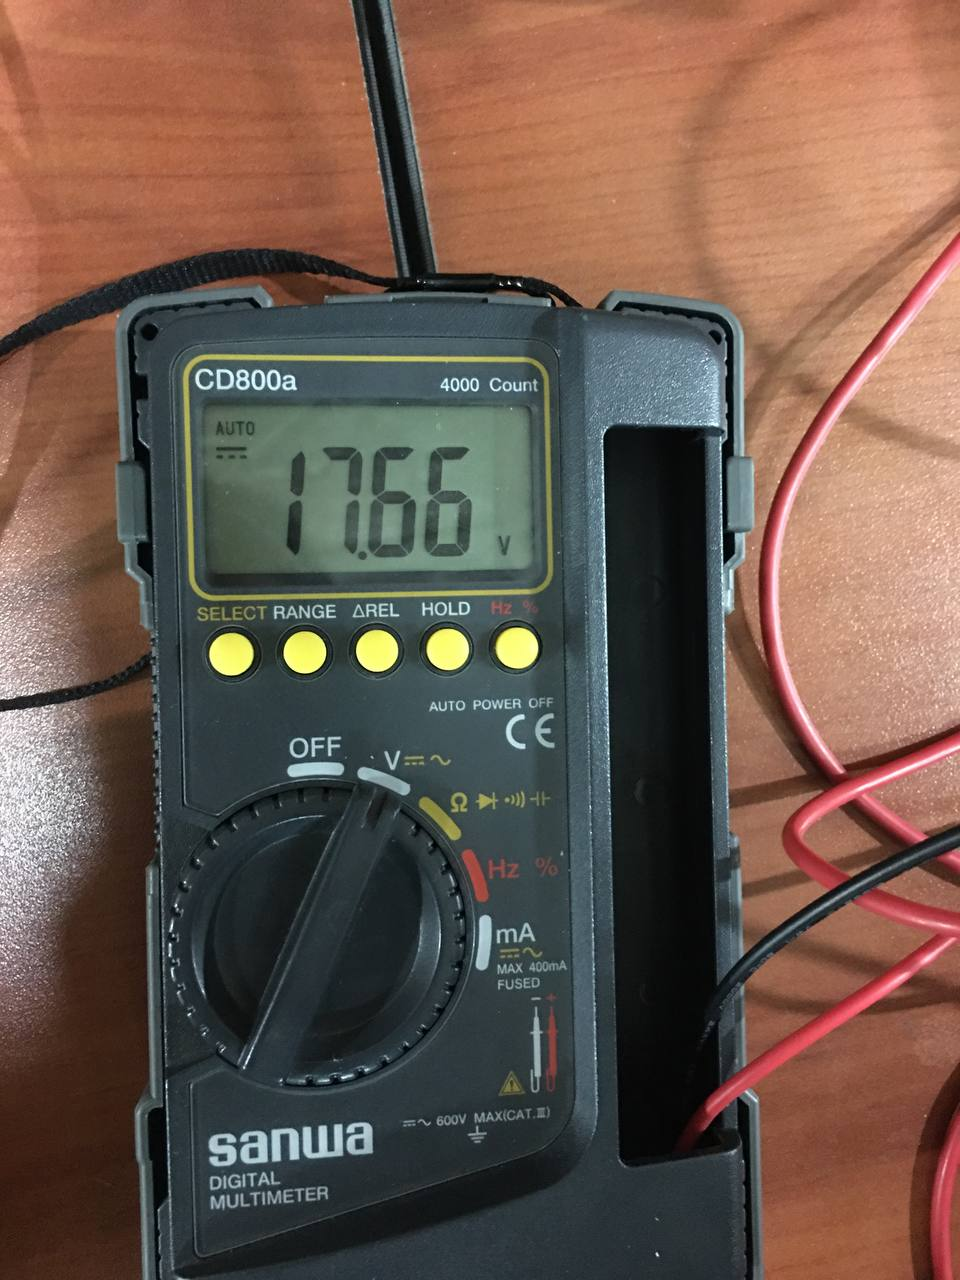 CD800a
4000 Count
AUTO
17.66 V
SELECT RANGE ΔREL HOLD Hz %
AUTO POWER OFF
CE
OFF
V
Ω
Hz %
mA
MAX 400mA
FUSED
- +
600V MAX(CAT.III)
sanwa
DIGITAL
MULTIMETER